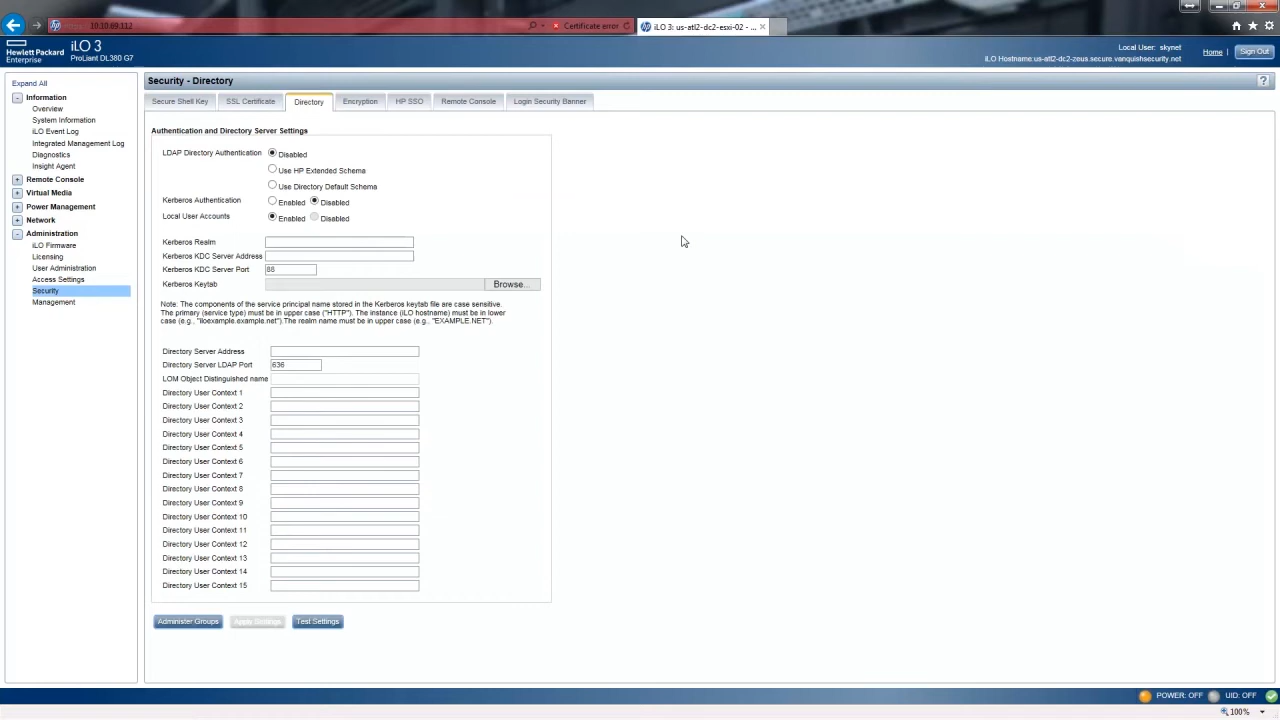 10.10.69.112
Certificate error
iLO 3: us-atl2-dc2-esxi-02 - ...
Hewlett Packard
Enterprise
iLO 3
ProLiant DL380 G7
Local User: skynet
iLO Hostname:us-atl2-dc2-zeus.secure.vanquishsecurity.net
Home
Sign Out
Expand All
Information
Overview
System Information
iLO Event Log
Integrated Management Log
Diagnostics
Insight Agent
Remote Console
Virtual Media
Power Management
Network
Administration
iLO Firmware
Licensing
User Administration
Access Settings
Security
Management
Security - Directory
?
Secure Shell Key
SSL Certificate
Directory
Encryption
HP SSO
Remote Console
Login Security Banner
Authentication and Directory Server Settings
LDAP Directory Authentication Disabled
Use HP Extended Schema
Use Directory Default Schema
Kerberos Authentication Enabled Disabled
Local User Accounts Enabled Disabled
Kerberos Realm
Kerberos KDC Server Address
Kerberos KDC Server Port 88
Kerberos Keytab Browse...
Note: The components of the service principal name stored in the Kerberos keytab file are case sensitive.
The primary (service type) must be in upper case ("HTTP"). The instance (iLO hostname) must be in lower
case (e.g., "iloexample.example.net").The realm name must be in upper case (e.g., "EXAMPLE.NET").
Directory Server Address
Directory Server LDAP Port 636
LOM Object Distinguished name
Directory User Context 1
Directory User Context 2
Directory User Context 3
Directory User Context 4
Directory User Context 5
Directory User Context 6
Directory User Context 7
Directory User Context 8
Directory User Context 9
Directory User Context 10
Directory User Context 11
Directory User Context 12
Directory User Context 13
Directory User Context 14
Directory User Context 15
Administer Groups
Apply Settings
Test Settings
POWER: OFF
UID: OFF
100%